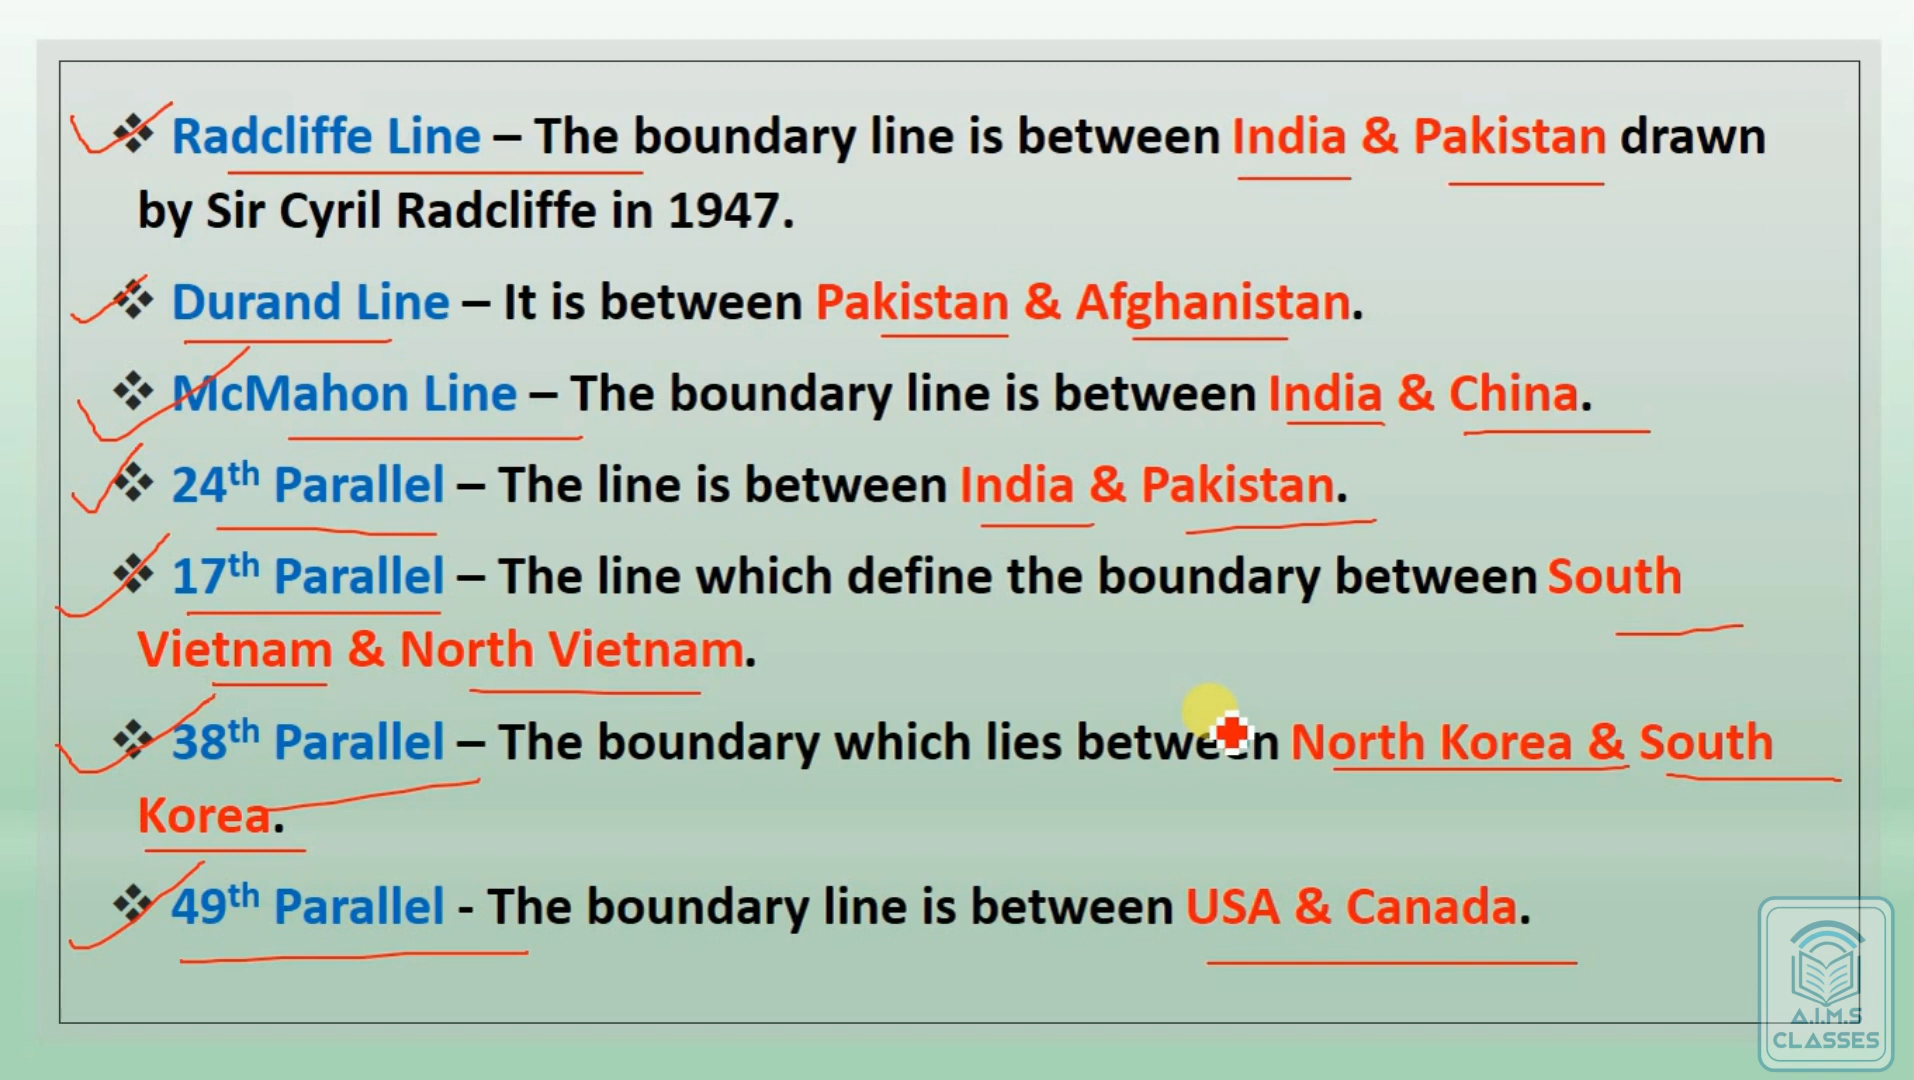 ❖ Radcliffe Line – The boundary line is between India & Pakistan drawn
by Sir Cyril Radcliffe in 1947.
❖ Durand Line – It is between Pakistan & Afghanistan.
❖ McMahon Line – The boundary line is between India & China.
❖ 24th Parallel – The line is between India & Pakistan.
❖ 17th Parallel – The line which define the boundary between South
Vietnam & North Vietnam.
❖ 38th Parallel – The boundary which lies between North Korea & South
Korea.
❖ 49th Parallel - The boundary line is between USA & Canada.
A.I.M.S
CLASSES